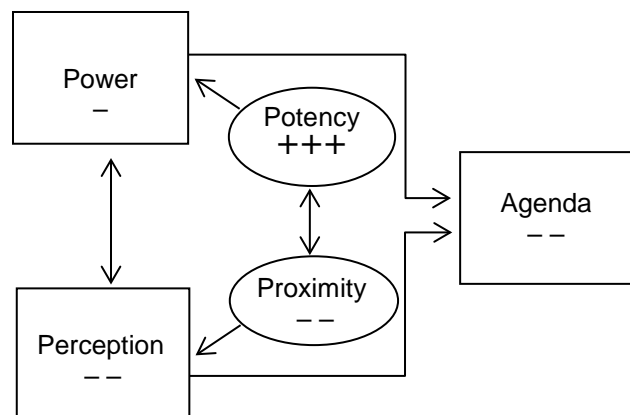 Power
–
Potency
+++
Agenda
– –
Proximity
– –
Perception
– –